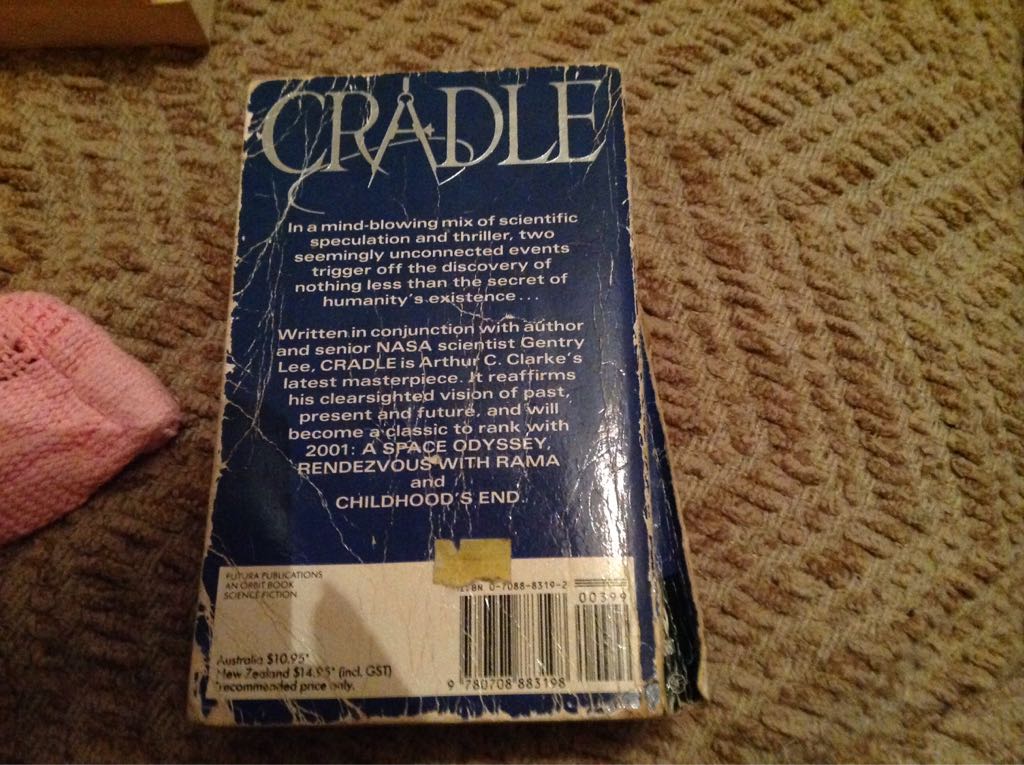 CRADLE
In a mind-blowing mix of scientific
speculation and thriller, two
seemingly unconnected events
trigger off the discovery of
nothing less than the secret of
humanity's existence...
Written in conjunction with author
and senior NASA scientist Gentry
Lee, CRADLE is Arthur C. Clarke's
latest masterpiece. It reaffirms
his clearsighted vision of past,
present and future, and will
become a classic to rank with
2001: A SPACE ODYSSEY,
RENDEZVOUS WITH RAMA
and
CHILDHOOD'S END.
FUTURA PUBLICATIONS
AN ORBIT BOOK
SCIENCE FICTION
ISBN 0-7088-8319-2
00399
Australia $10.95*
New Zealand $14.95* (incl. GST)
*recommended price only.
9 780708 883198